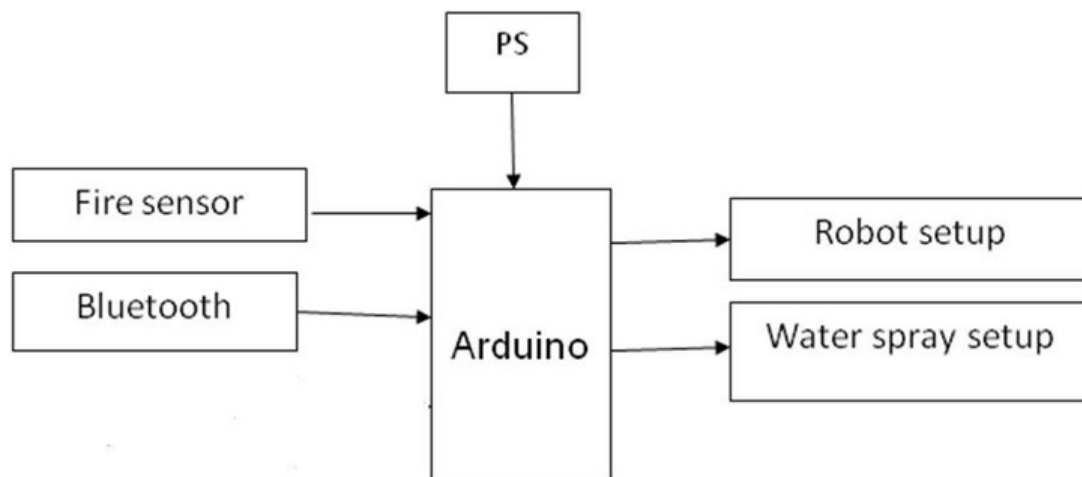 PS
Fire sensor
Bluetooth
Arduino
Robot setup
Water spray setup